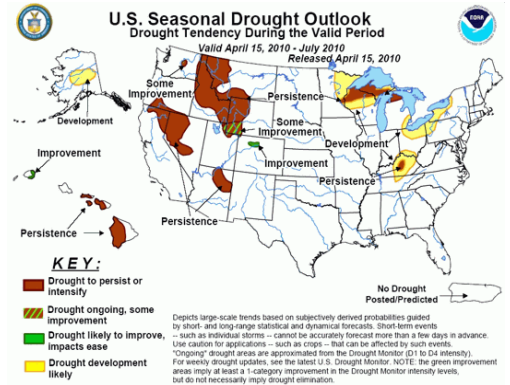 U.S. Seasonal Drought Outlook
Drought Tendency During the Valid Period
Valid April 15, 2010 - July 2010
Released April 15, 2010
NOAA
Some
Improvement
Persistence
Development
Some
Improvement
Development
Improvement
Improvement
Persistence
Persistence
Persistence
KEY:
Drought to persist or
intensify
Drought ongoing, some
improvement
Drought likely to improve,
impacts ease
Drought development
likely
No Drought
Posted/Predicted
Depicts large-scale trends based on subjectively derived probabilities guided
by short- and long-range statistical and dynamical forecasts. Short-term events
-- such as individual storms -- cannot be accurately forecast more than a few days in advance.
Use caution for applications -- such as crops -- that can be affected by such events.
"Ongoing" drought areas are approximated from the Drought Monitor (D1 to D4 intensity).
For weekly drought updates, see the latest U.S. Drought Monitor. NOTE: the green improvement
areas imply at least a 1-category improvement in the Drought Monitor intensity levels,
but do not necessarily imply drought elimination.